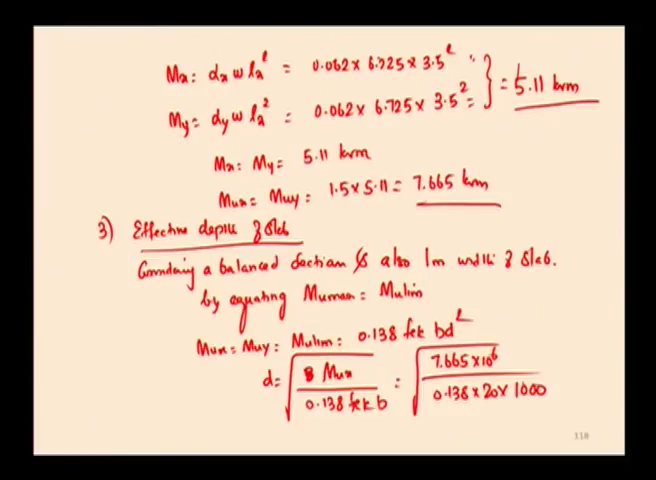 Mx = αx w lx² = 0.062 x 6.725 x 3.5² =
My = αy w lx² = 0.062 x 6.725 x 3.5² = } = 5.11 knm
Mx = My = 5.11 knm
Mux = Muy = 1.5 x 5.11 = 7.665 knm
3) Effective depth of Slab
Considering a balanced section & also 1m width of Slab.
by equating Mumax = Mulim
Mux = Muy = Mulim = 0.138 fck bd²
d = √ Mux / 0.138 fck b = √ 7.665 x 10⁶ / 0.138 x 20 x 1000
110